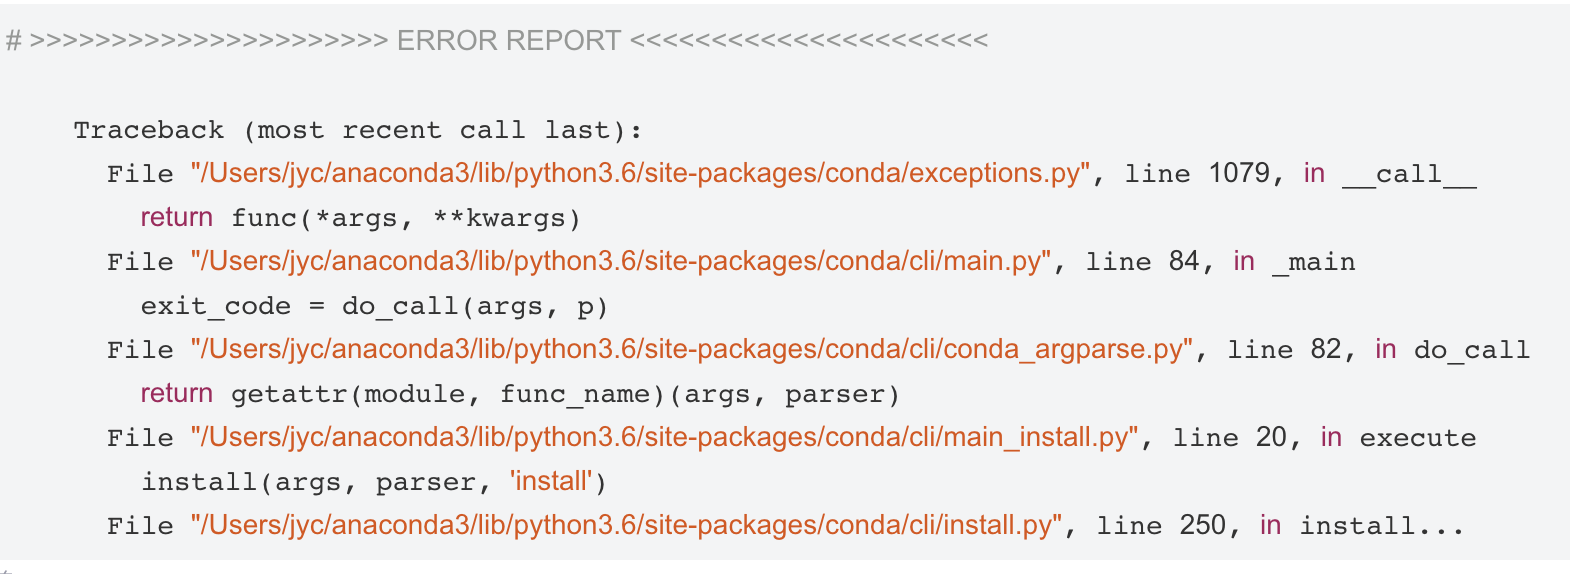 # >>>>>>>>>>>>>>>>>>>>>> ERROR REPORT <<<<<<<<<<<<<<<<<<<<<<
Traceback (most recent call last):
File "/Users/jyc/anaconda3/lib/python3.6/site-packages/conda/exceptions.py", line 1079, in __call__
return func(*args, **kwargs)
File "/Users/jyc/anaconda3/lib/python3.6/site-packages/conda/cli/main.py", line 84, in _main
exit_code = do_call(args, p)
File "/Users/jyc/anaconda3/lib/python3.6/site-packages/conda/cli/conda_argparse.py", line 82, in do_call
return getattr(module, func_name)(args, parser)
File "/Users/jyc/anaconda3/lib/python3.6/site-packages/conda/cli/main_install.py", line 20, in execute
install(args, parser, 'install')
File "/Users/jyc/anaconda3/lib/python3.6/site-packages/conda/cli/install.py", line 250, in install...